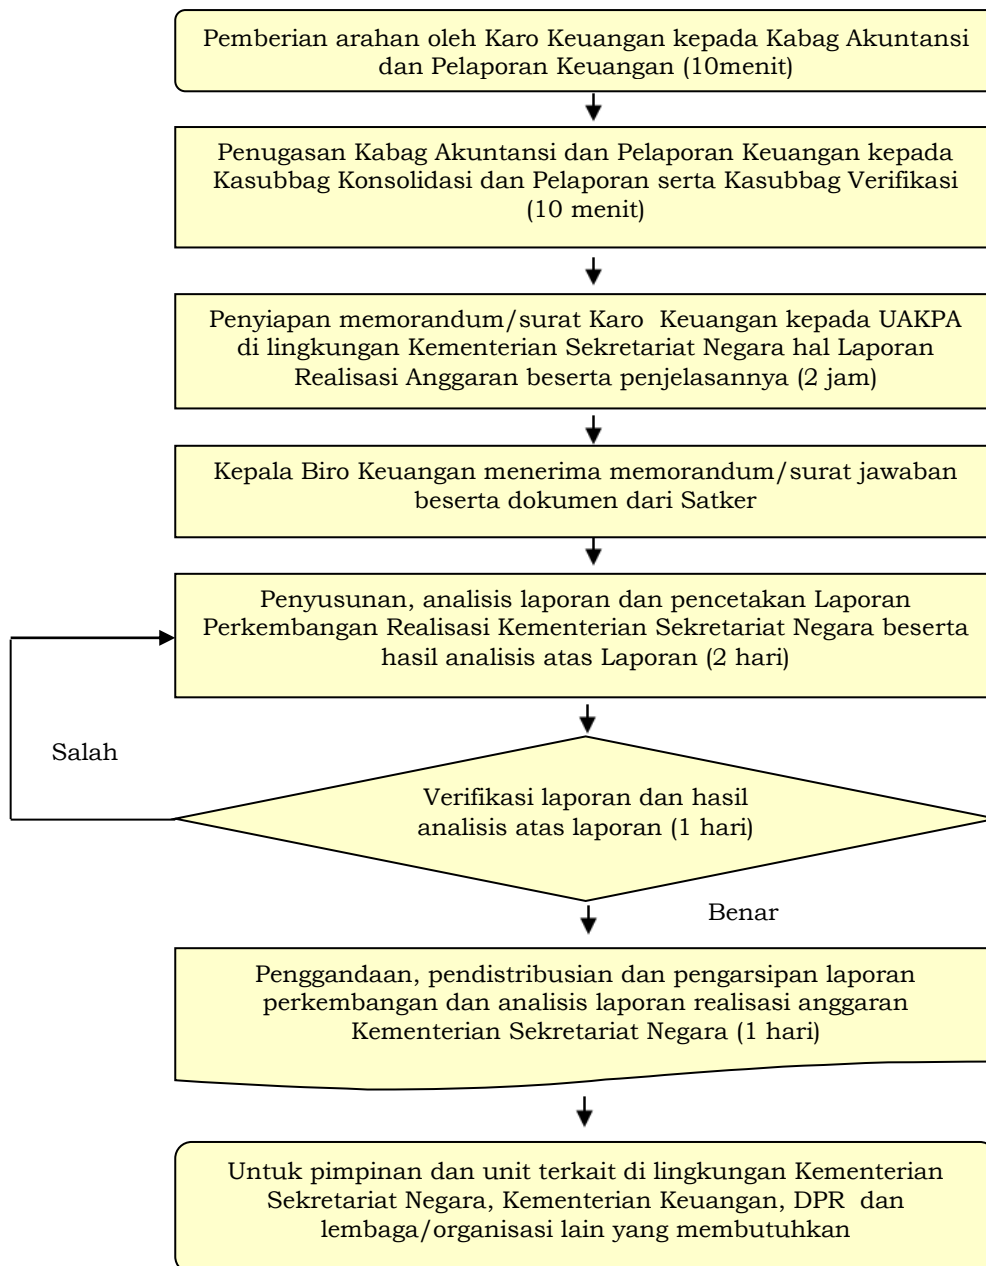 Pemberian arahan oleh Karo Keuangan kepada Kabag Akuntansi
dan Pelaporan Keuangan (10menit)
Penugasan Kabag Akuntansi dan Pelaporan Keuangan kepada
Kasubbag Konsolidasi dan Pelaporan serta Kasubbag Verifikasi
(10 menit)
Penyiapan memorandum/surat Karo  Keuangan kepada UAKPA
di lingkungan Kementerian Sekretariat Negara hal Laporan
Realisasi Anggaran beserta penjelasannya (2 jam)
Kepala Biro Keuangan menerima memorandum/surat jawaban
beserta dokumen dari Satker
Penyusunan, analisis laporan dan pencetakan Laporan
Perkembangan Realisasi Kementerian Sekretariat Negara beserta
hasil analisis atas Laporan (2 hari)
Salah
Verifikasi laporan dan hasil
analisis atas laporan (1 hari)
Benar
Penggandaan, pendistribusian dan pengarsipan laporan
perkembangan dan analisis laporan realisasi anggaran
Kementerian Sekretariat Negara (1 hari)
Untuk pimpinan dan unit terkait di lingkungan Kementerian
Sekretariat Negara, Kementerian Keuangan, DPR  dan
lembaga/organisasi lain yang membutuhkan